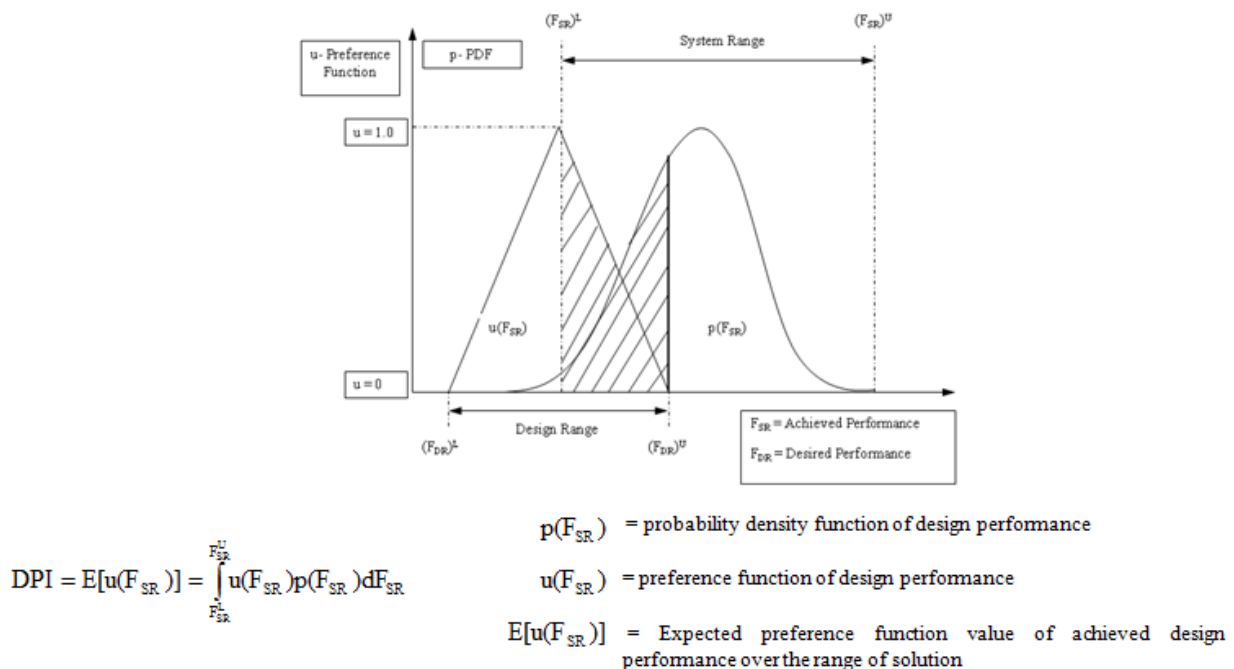 (F_SR)^L
(F_SR)^U
System Range
u- Preference
Function
p- PDF
u = 1.0
u(F_SR)
p(F_SR)
u = 0
Design Range
(F_DR)^L
(F_DR)^U
F_SR = Achieved Performance
F_DR = Desired Performance
p(F_SR) = probability density function of design performance
DPI = E[u(F_SR)] = ∫_{F_SR^L}^{F_SR^U} u(F_SR)p(F_SR)dF_SR
u(F_SR) = preference function of design performance
E[u(F_SR)] = Expected preference function value of achieved design
performance over the range of solution